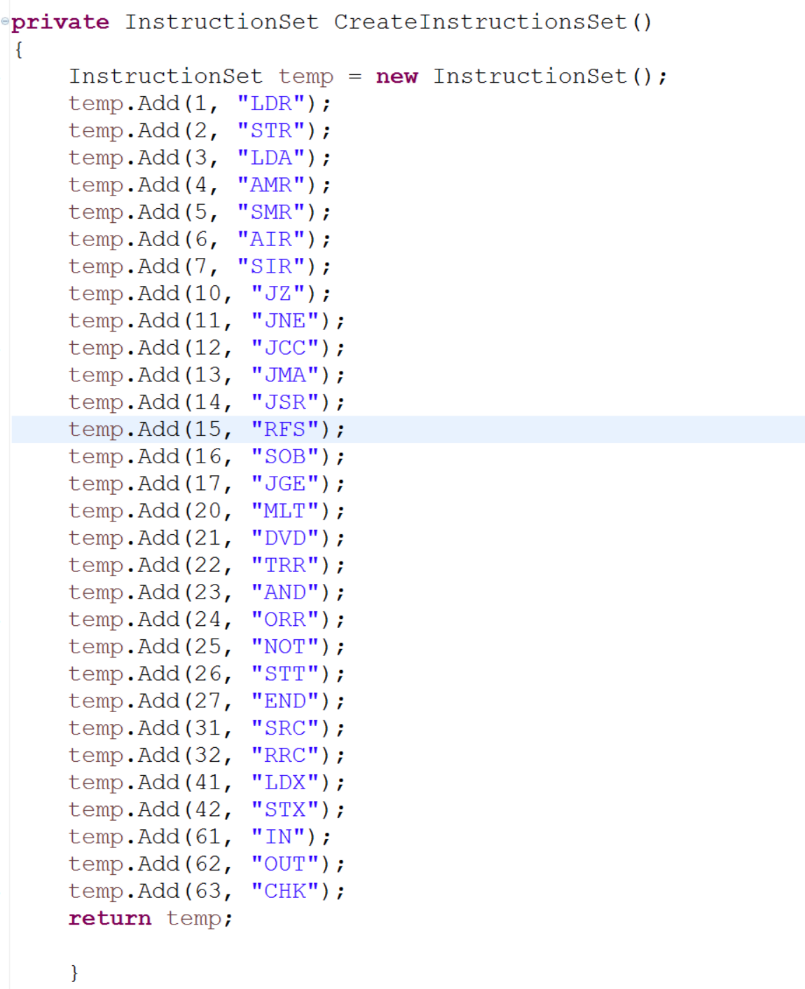 private InstructionSet CreateInstructionsSet()
{
InstructionSet temp = new InstructionSet();
temp.Add(1, "LDR");
temp.Add(2, "STR");
temp.Add(3, "LDA");
temp.Add(4, "AMR");
temp.Add(5, "SMR");
temp.Add(6, "AIR");
temp.Add(7, "SIR");
temp.Add(10, "JZ");
temp.Add(11, "JNE");
temp.Add(12, "JCC");
temp.Add(13, "JMA");
temp.Add(14, "JSR");
temp.Add(15, "RFS");
temp.Add(16, "SOB");
temp.Add(17, "JGE");
temp.Add(20, "MLT");
temp.Add(21, "DVD");
temp.Add(22, "TRR");
temp.Add(23, "AND");
temp.Add(24, "ORR");
temp.Add(25, "NOT");
temp.Add(26, "STT");
temp.Add(27, "END");
temp.Add(31, "SRC");
temp.Add(32, "RRC");
temp.Add(41, "LDX");
temp.Add(42, "STX");
temp.Add(61, "IN");
temp.Add(62, "OUT");
temp.Add(63, "CHK");
return temp;
}